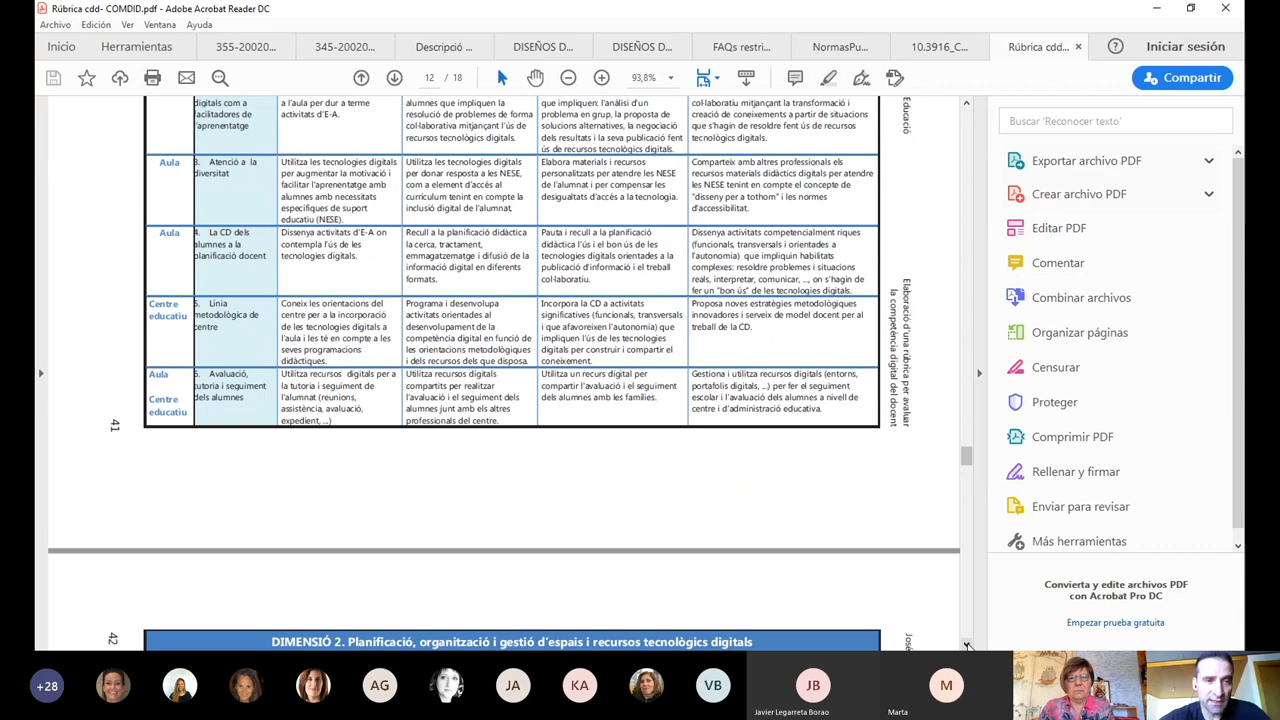 Rúbrica cdd- COMDID.pdf - Adobe Acrobat Reader DC
Archivo Edición Ver Ventana Ayuda
Inicio Herramientas 355-20020... 345-20020... Descripció ... DISEÑOS D... DISEÑOS D... FAQs restri... NormasPu... 10.3916_C... Rúbrica cdd... × Iniciar sesión
12 / 18 93,8% Compartir
digitals com a
facilitadores de
l'aprenentatge
a l'aula per dur a terme
activitats d'E-A.
alumnes que impliquen la
resolució de problemes de forma
col·laborativa mitjançant l'ús de
recursos tecnològics digitals.
que impliquen: l'anàlisi d'un
problema en grup, la proposta de
solucions alternatives, la negociació
dels resultats i la seva publicació fent
ús de recursos tecnològics digitals.
col·laboratiu mitjançant la transformació i
creació de coneixements a partir de situacions
que s'hagin de resoldre fent ús de recursos
tecnològics digitals.
Educació
Aula
3. Atenció a la
diversitat
Utilitza les tecnologies digitals
per augmentar la motivació i
facilitar l'aprenentatge amb
alumnes amb necessitats
específiques de suport
educatiu (NESE).
Utilitza les tecnologies digitals
per donar resposta a les NESE,
com a element d'accés al
currículum tenint en compte la
inclusió digital de l'alumnat.
Elabora materials i recursos
personalitzats per atendre les NESE
de l'alumnat i per compensar les
desigualtats d'accés a la tecnologia.
Comparteix amb altres professionals els
recursos materials didàctics digitals per atendre
les NESE tenint en compte el concepte de
"disseny per a tothom" i les normes
d'accessibilitat.
Aula
4. La CD dels
alumnes a la
planificació docent
Dissenya activitats d'E-A on
contempla l'ús de les
tecnologies digitals.
Recull a la planificació didàctica
la cerca, tractament,
emmagatzematge i difusió de la
informació digital en diferents
formats.
Pauta i recull a la planificació
didàctica l'ús i el bon ús de les
tecnologies digitals orientades a la
publicació d'informació i el treball
col·laboratiu.
Dissenya activitats competencialment riques
(funcionals, transversals i orientades a
l'autonomia) que impliquin habilitats
complexes: resoldre problemes i situacions
reals, interpretar, comunicar, ..., on s'hagin de
fer un "bon ús" de les tecnologies digitals.
Centre
educatiu
5. Línia
metodològica de
centre
Coneix les orientacions del
centre per a la incorporació
de les tecnologies digitals a
l'aula i les té en compte a les
seves programacions
didàctiques.
Programa i desenvolupa
activitats orientades al
desenvolupament de la
competència digital en funció de
les orientacions metodològiques
i dels recursos dels que disposa.
Incorpora la CD a activitats
significatives (funcionals, transversals
i que afavoreixen l'autonomia) que
impliquen l'ús de les tecnologies
digitals per construir i compartir el
coneixement.
Proposa noves estratègies metodològiques
innovadores i serveix de model docent per al
treball de la CD.
Aula
Centre
educatiu
6. Avaluació,
tutoria i seguiment
dels alumnes
Utilitza recursos digitals per a
la tutoria i seguiment de
l'alumnat (reunions,
assistència, avaluació,
expedient, ...)
Utilitza recursos digitals
compartits per realitzar
l'avaluació i el seguiment dels
alumnes junt amb els altres
professionals del centre.
Utilitza un recurs digital per
compartir l'avaluació i el seguiment
dels alumnes amb les famílies.
Gestiona i utilitza recursos digitals (entorns,
portafolis digitals, ...) per fer el seguiment
escolar i l'avaluació dels alumnes a nivell de
centre i d'administració educativa.
Elaboració d'una rúbrica per avaluar
la competència digital del docent
41
42
DIMENSIÓ 2. Planificació, organització i gestió d'espais i recursos tecnològics digitals
José
Buscar 'Reconocer texto'
Exportar archivo PDF
Crear archivo PDF
Editar PDF
Comentar
Combinar archivos
Organizar páginas
Censurar
Proteger
Comprimir PDF
Rellenar y firmar
Enviar para revisar
Más herramientas
Convierta y edite archivos PDF
con Acrobat Pro DC
Empezar prueba gratuita
+28 AG JA KA VB JB M
Javier Legarreta Borao Marta